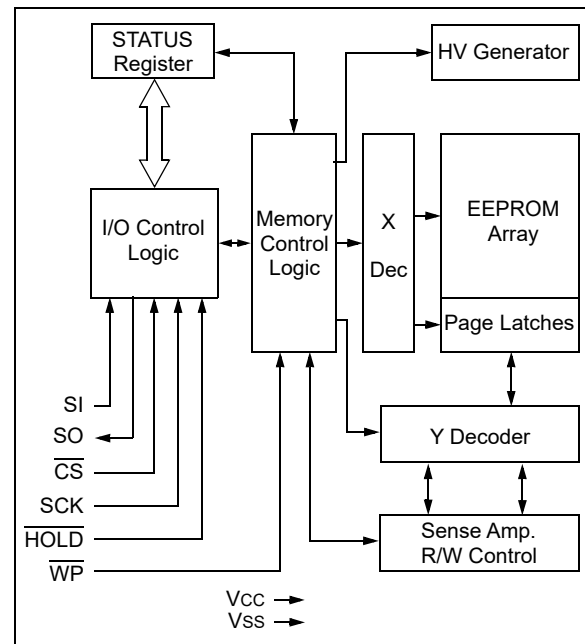 STATUS
Register
HV Generator
I/O Control
Logic
Memory
Control
Logic
X
Dec
EEPROM
Array
Page Latches
SI
SO
CS
SCK
HOLD
WP
Y Decoder
Sense Amp.
R/W Control
VCC
VSS